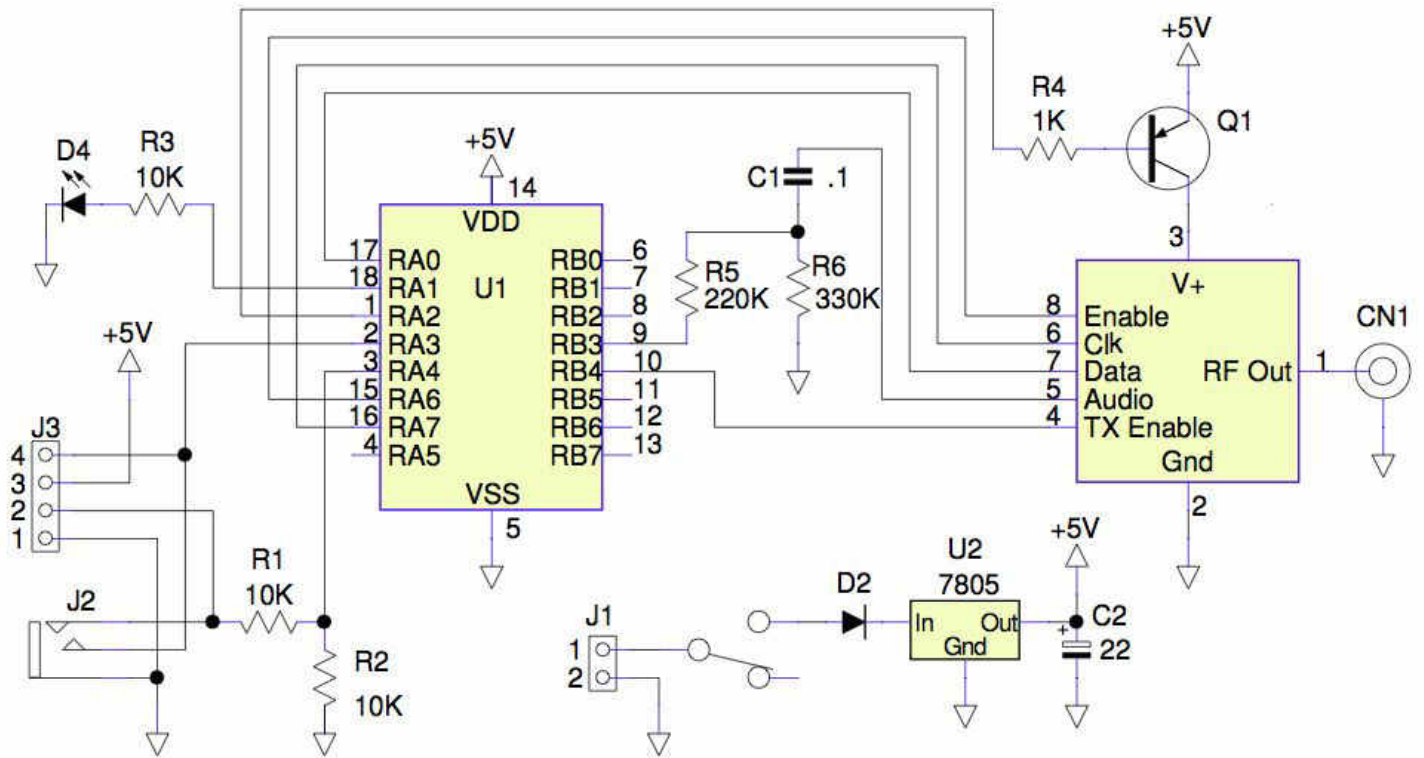 +5V
R4
1K
Q1
D4
R3
10K
+5V
14
C1
.1
3
VDD
U1
17 RA0
18 RA1
1 RA2
2 RA3
3 RA4
15 RA6
16 RA7
4 RA5
RB0 6
RB1 7
RB2 8
RB3 9
RB4 10
RB5 11
RB6 12
RB7 13
VSS
5
R5
220K
R6
330K
V+
8 Enable
6 Clk
7 Data
5 Audio
4 TX Enable
RF Out 1
Gnd
2
CN1
+5V
J3
4
3
2
1
J2
R1
10K
R2
10K
J1
1
2
D2
U2
7805
In Out
Gnd
+5V
+
C2
22